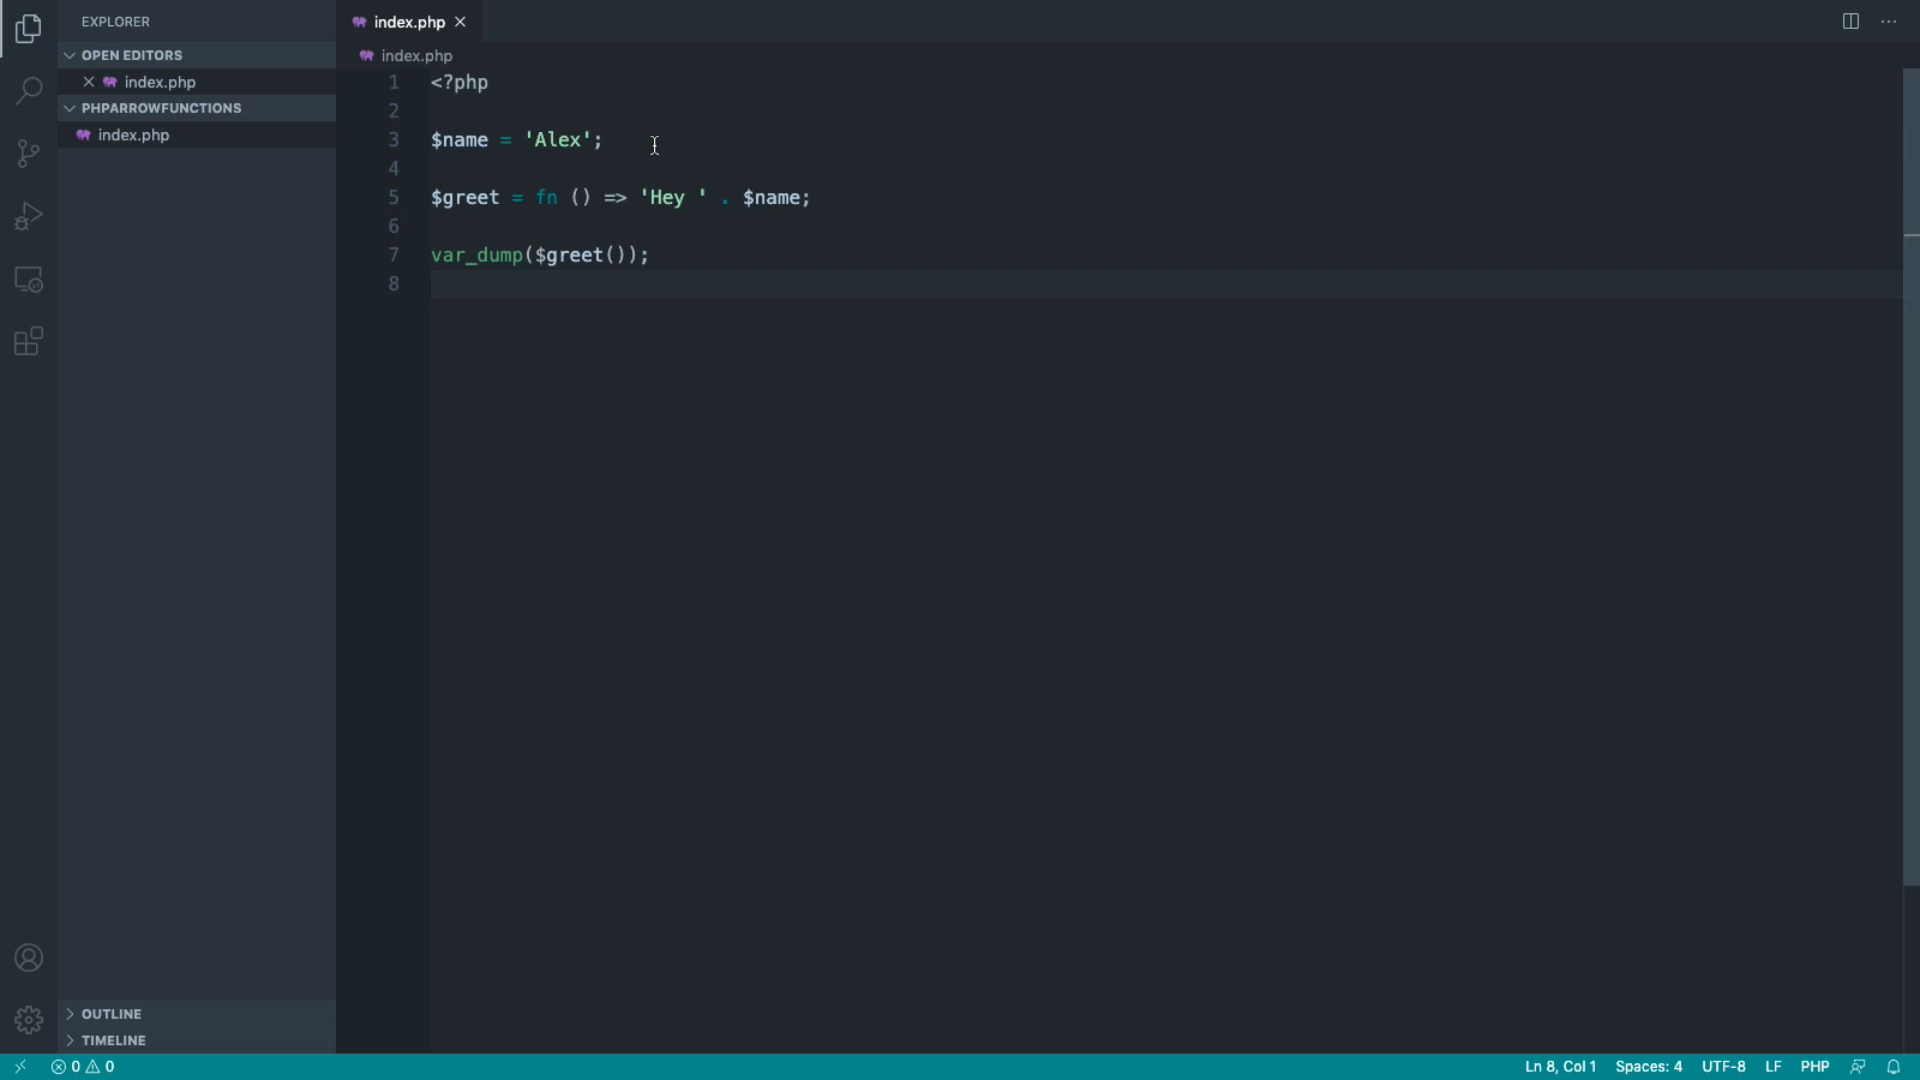 EXPLORER
OPEN EDITORS
index.php
PHPARROWFUNCTIONS
index.php
OUTLINE
TIMELINE
index.php
index.php
1 <?php
2
3 $name = 'Alex';
4
5 $greet = fn () => 'Hey ' . $name;
6
7 var_dump($greet());
8
0 0
Ln 8, Col 1 Spaces: 4 UTF-8 LF PHP